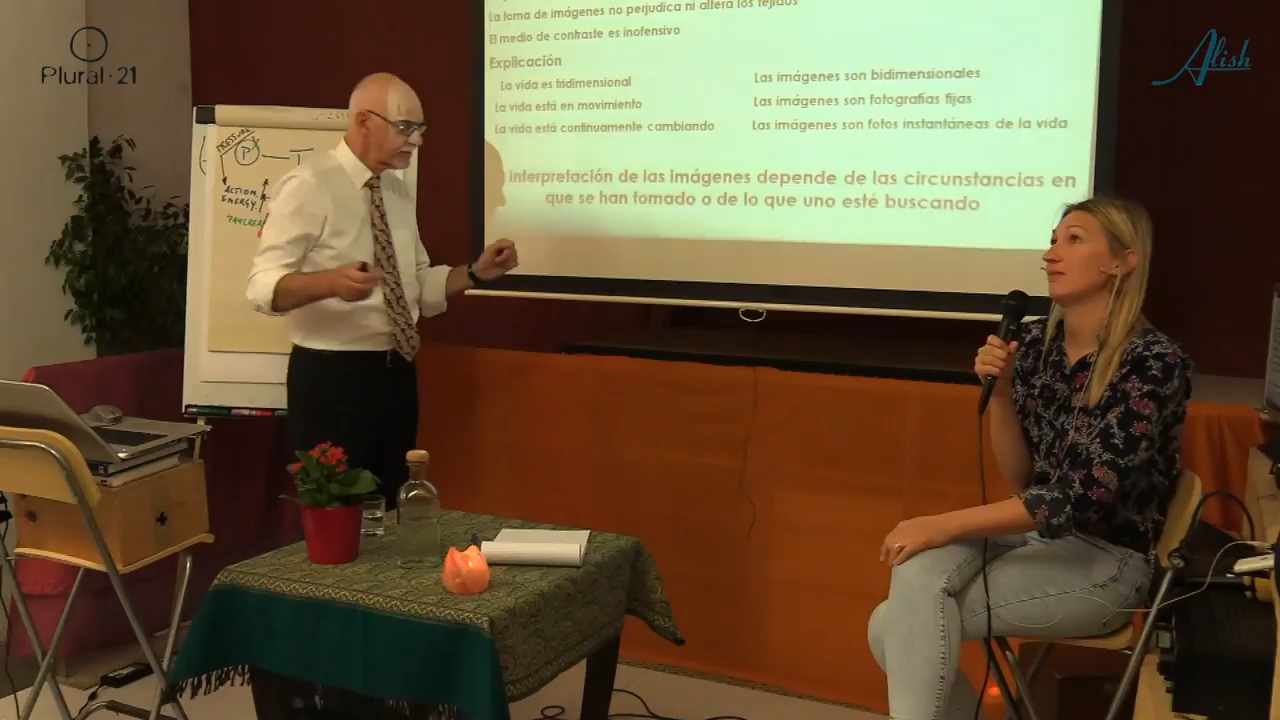 Plural·21
Alish
La toma de imágenes no perjudica ni altera los tejidos
El medio de contraste es inofensivo
Explicación
La vida es tridimensional
Las imágenes son bidimensionales
La vida está en movimiento
Las imágenes son fotografías fijas
La vida está continuamente cambiando
Las imágenes son fotos instantáneas de la vida
Interpretación de las imágenes depende de las circunstancias en
que se han tomado o de lo que uno esté buscando
PRESSURE
P
ACTION
ENERGY